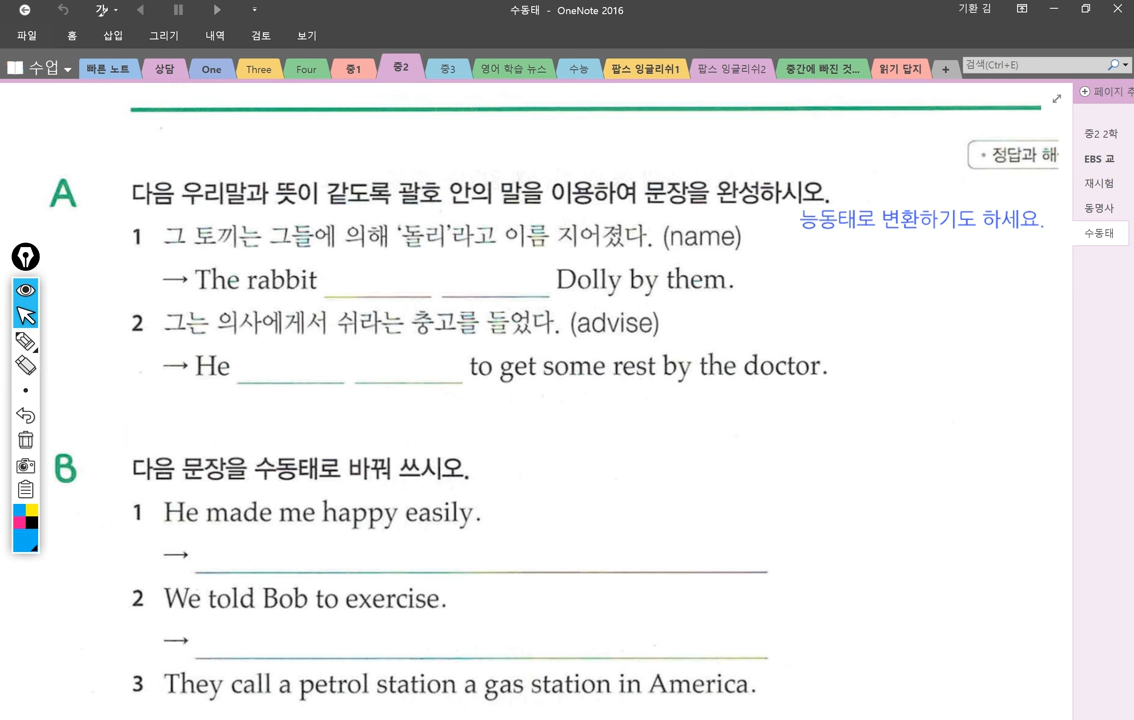 수동태 - OneNote 2016
기환 김
파일 홈 삽입 그리기 내역 검토 보기
수업 빠른 노트 상담 One Three Four 중1 중2 중3 영어 학습 뉴스 수능 팝스 잉글리쉬1 팝스 잉글리쉬2 중간에 빠진 것... 읽기 답지 + 검색(Ctrl+E)
페이지 추
중2 2학
EBS 교
재시험
동명사
수동태
• 정답과 해
A 다음 우리말과 뜻이 같도록 괄호 안의 말을 이용하여 문장을 완성하시오.
능동태로 변환하기도 하세요.
1 그 토끼는 그들에 의해 ‘돌리’라고 이름 지어졌다. (name)
→ The rabbit ________ ________ Dolly by them.
2 그는 의사에게서 쉬라는 충고를 들었다. (advise)
→ He ________ ________ to get some rest by the doctor.
B 다음 문장을 수동태로 바꿔 쓰시오.
1 He made me happy easily.
→
2 We told Bob to exercise.
→
3 They call a petrol station a gas station in America.